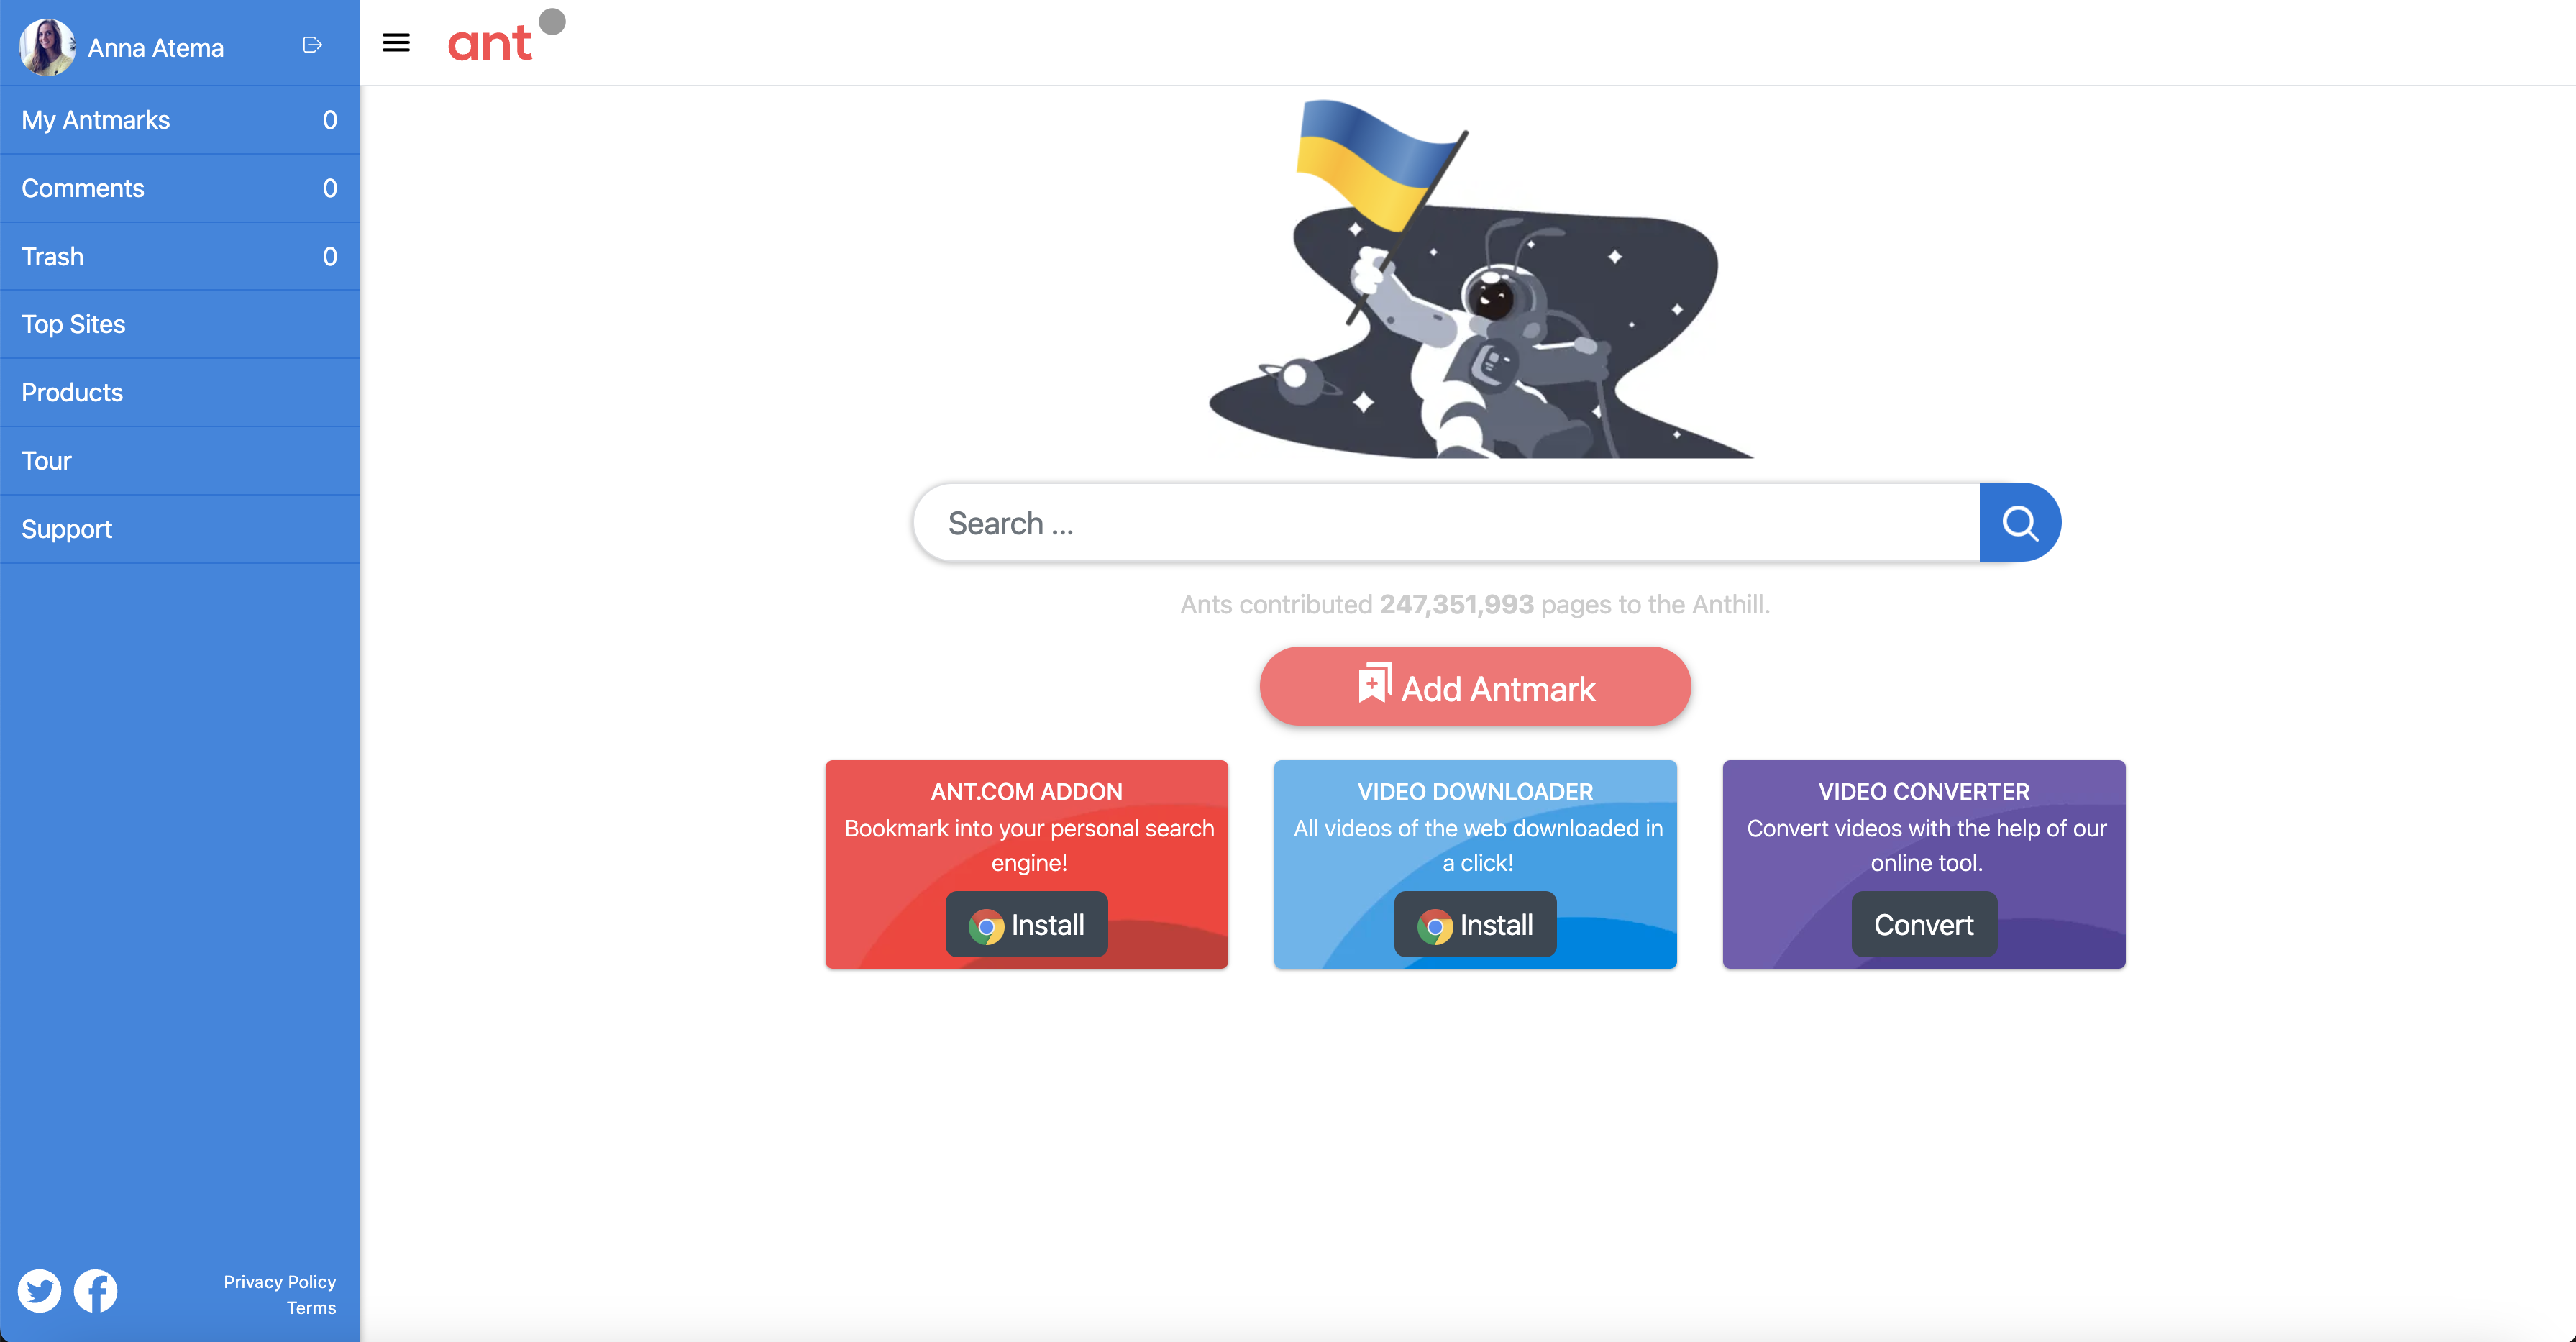 Anna Atema
My Antmarks 0
Comments 0
Trash 0
Top Sites
Products
Tour
Support
Privacy Policy
Terms
ant
Search ...
Ants contributed 247,351,993 pages to the Anthill.
Add Antmark
ANT.COM ADDON
Bookmark into your personal search
engine!
Install
VIDEO DOWNLOADER
All videos of the web downloaded in
a click!
Install
VIDEO CONVERTER
Convert videos with the help of our
online tool.
Convert